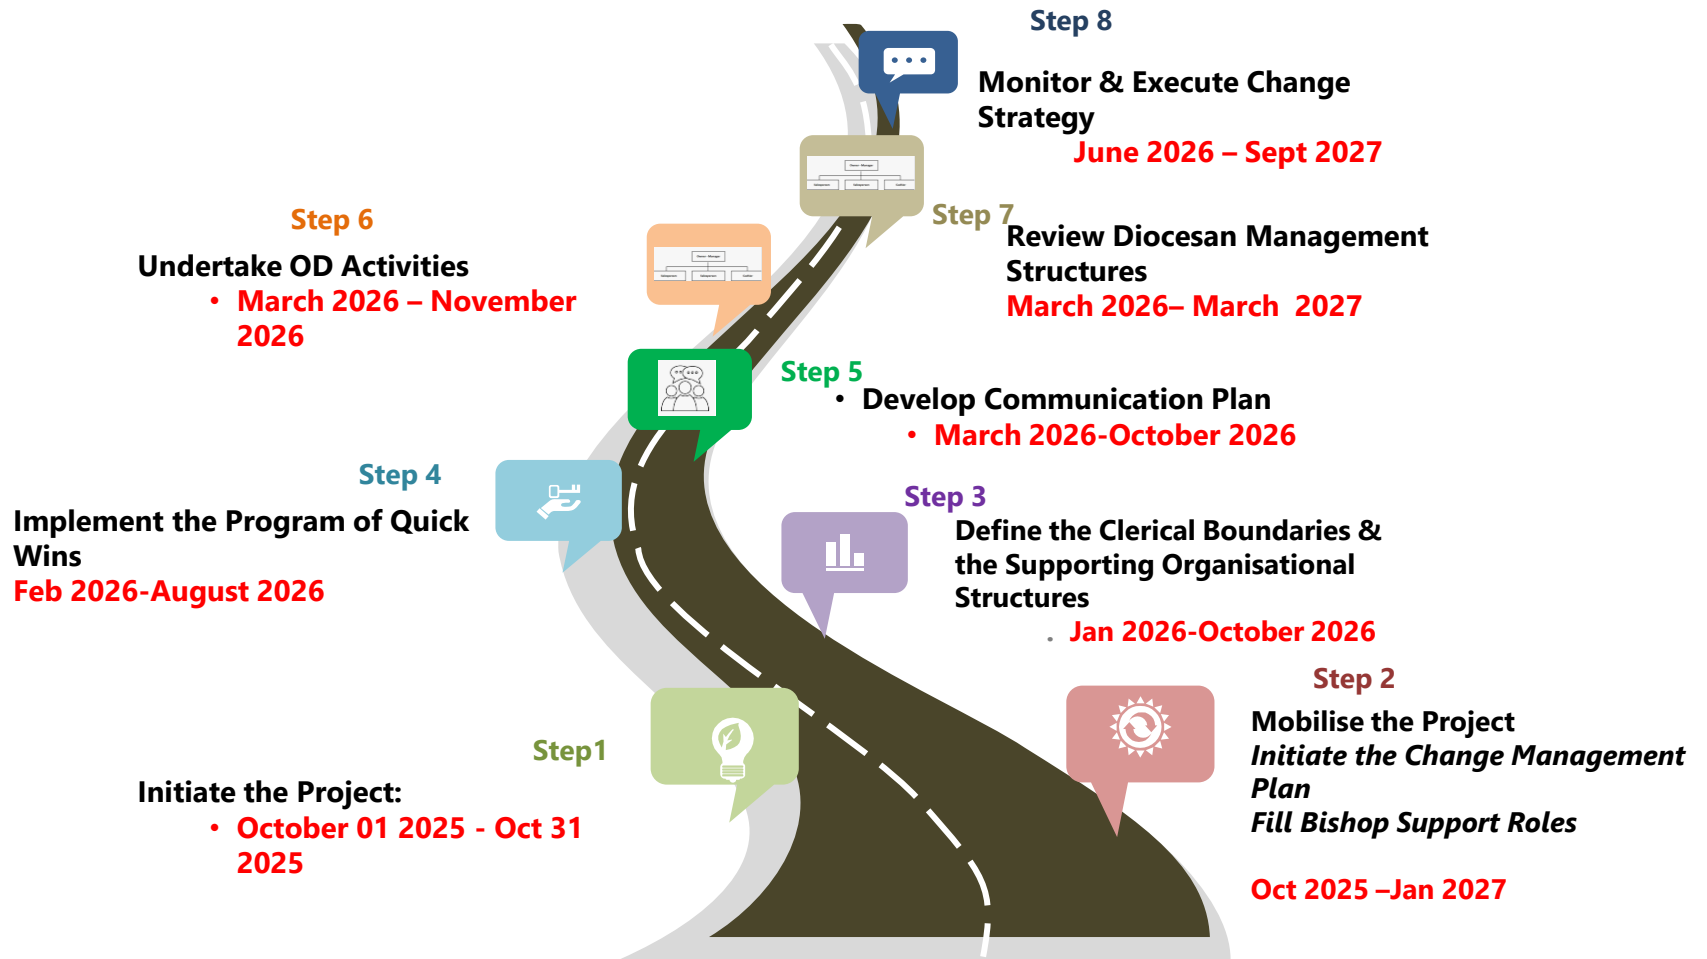 Step 8
Monitor & Execute Change
Strategy
June 2026 – Sept 2027
Step 7
Review Diocesan Management
Structures
March 2026– March  2027
Step 6
Undertake OD Activities
• March 2026 – November
2026
Step 5
• Develop Communication Plan
• March 2026-October 2026
Step 4
Implement the Program of Quick
Wins
Feb 2026-August 2026
Step 3
Define the Clerical Boundaries &
the Supporting Organisational
Structures
. Jan 2026-October 2026
Step 2
Mobilise the Project
Initiate the Change Management
Plan
Fill Bishop Support Roles
Oct 2025 –Jan 2027
Step1
Initiate the Project:
• October 01 2025 - Oct 31
2025